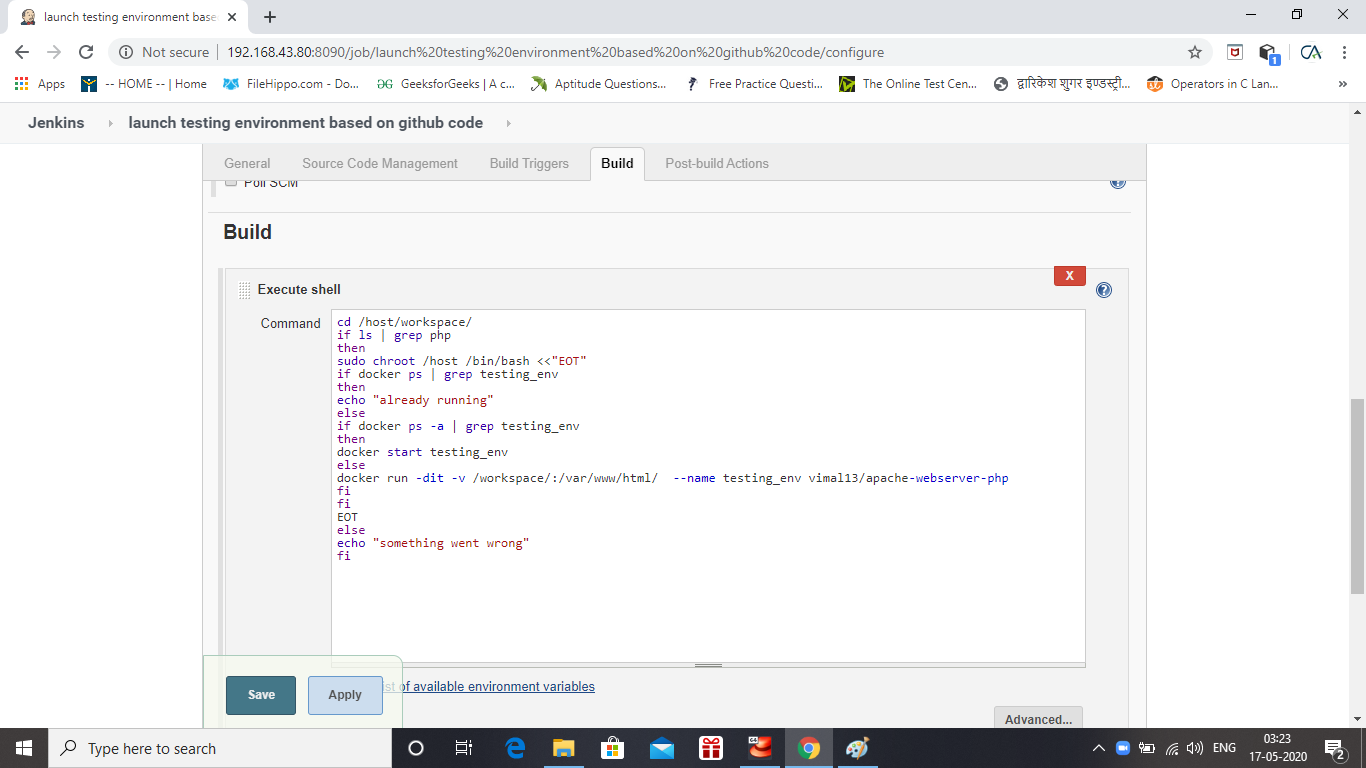 launch testing environment base
Not secure
192.168.43.80:8090/job/launch%20testing%20environment%20based%20on%20github%20code/configure
1
CA
Apps
-- HOME -- | Home
FileHippo.com - Do...
GeeksforGeeks | A c...
Aptitude Questions...
Free Practice Questi...
The Online Test Cen...
द्वारिकेश शुगर इण्डस्ट्री...
Operators in C Lan...
»
Jenkins
launch testing environment based on github code
General
Source Code Management
Build Triggers
Build
Post-build Actions
Poll SCM
Build
X
Execute shell
Command
cd /host/workspace/
if ls | grep php
then
sudo chroot /host /bin/bash <<"EOT"
if docker ps | grep testing_env
then
echo "already running"
else
if docker ps -a | grep testing_env
then
docker start testing_env
else
docker run -dit -v /workspace/:/var/www/html/  --name testing_env vimal13/apache-webserver-php
fi
fi
EOT
else
echo "something went wrong"
fi
Save
Apply
list of available environment variables
Advanced...
Type here to search
ENG
03:23
17-05-2020
2